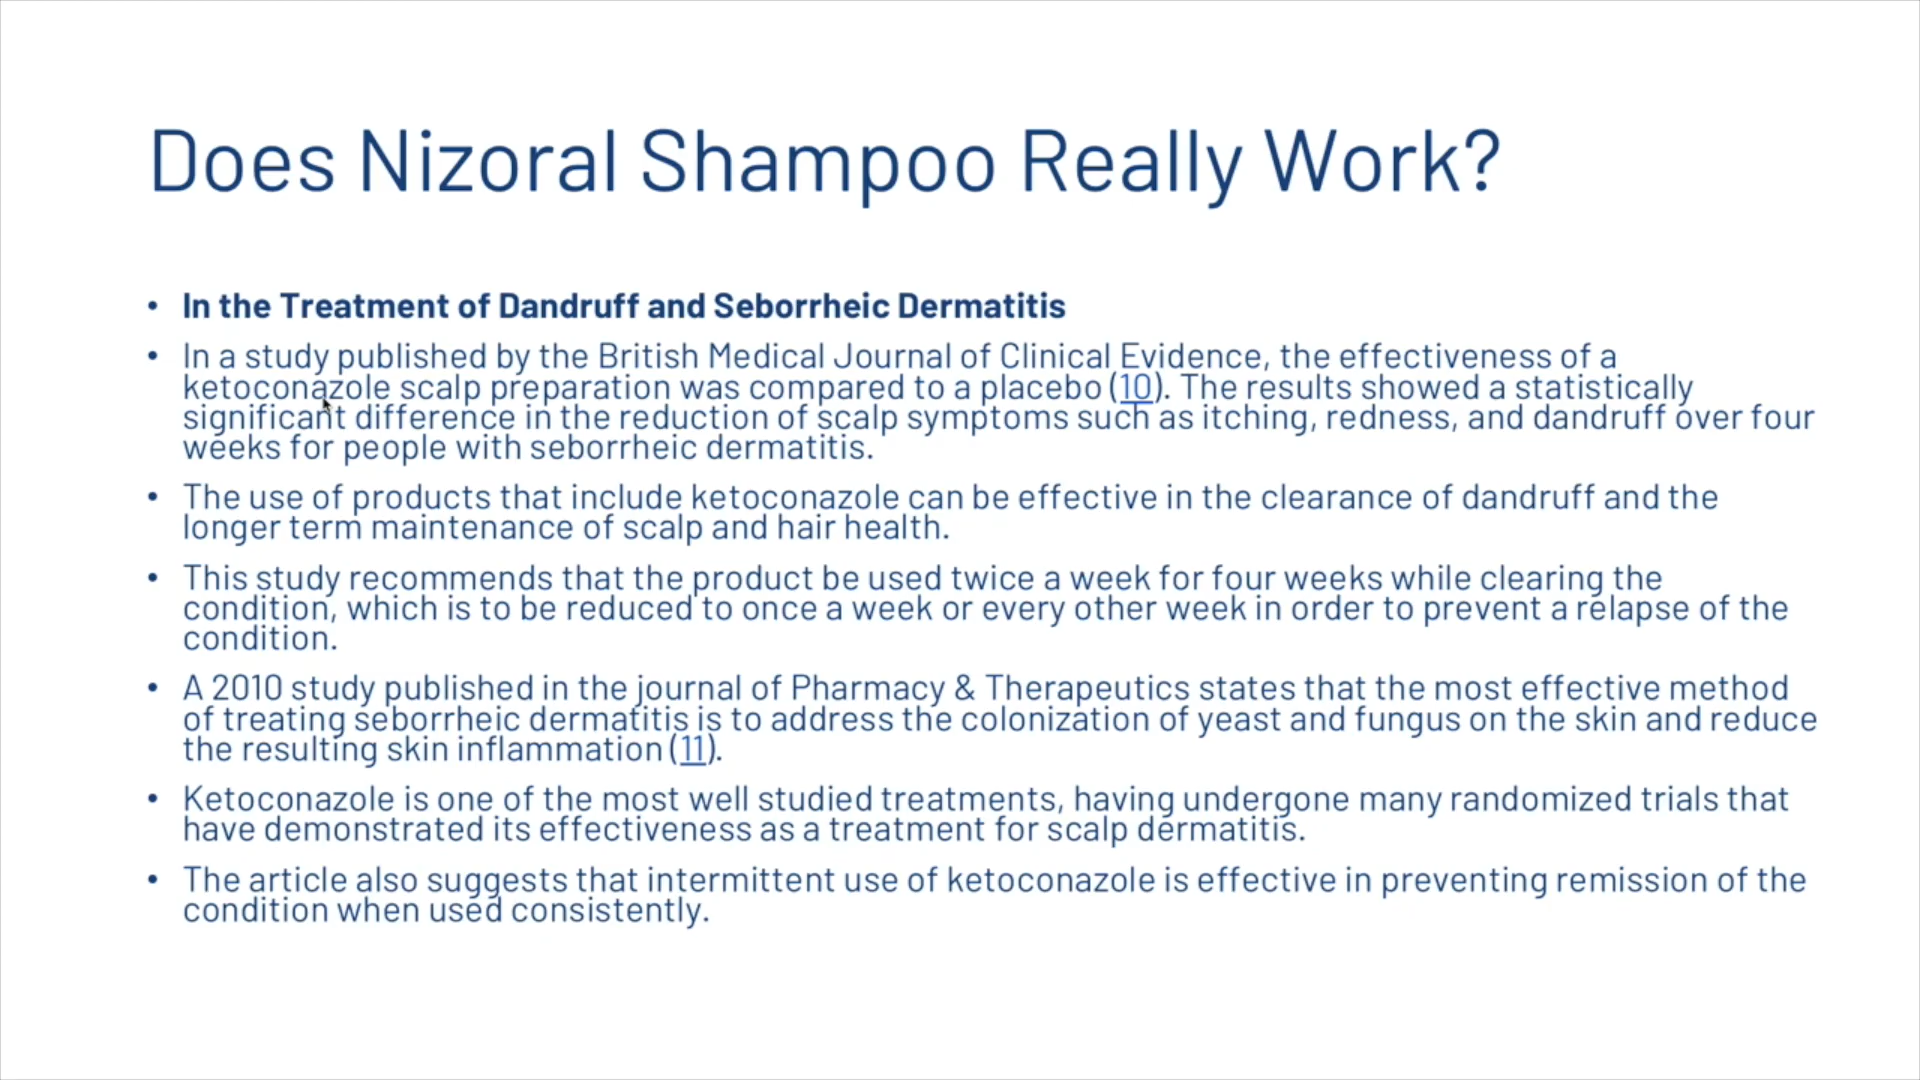 Does Nizoral Shampoo Really Work?
• In the Treatment of Dandruff and Seborrheic Dermatitis
• In a study published by the British Medical Journal of Clinical Evidence, the effectiveness of a
ketoconazole scalp preparation was compared to a placebo (10). The results showed a statistically
significant difference in the reduction of scalp symptoms such as itching, redness, and dandruff over four
weeks for people with seborrheic dermatitis.
• The use of products that include ketoconazole can be effective in the clearance of dandruff and the
longer term maintenance of scalp and hair health.
• This study recommends that the product be used twice a week for four weeks while clearing the
condition, which is to be reduced to once a week or every other week in order to prevent a relapse of the
condition.
• A 2010 study published in the journal of Pharmacy & Therapeutics states that the most effective method
of treating seborrheic dermatitis is to address the colonization of yeast and fungus on the skin and reduce
the resulting skin inflammation (11).
• Ketoconazole is one of the most well studied treatments, having undergone many randomized trials that
have demonstrated its effectiveness as a treatment for scalp dermatitis.
• The article also suggests that intermittent use of ketoconazole is effective in preventing remission of the
condition when used consistently.